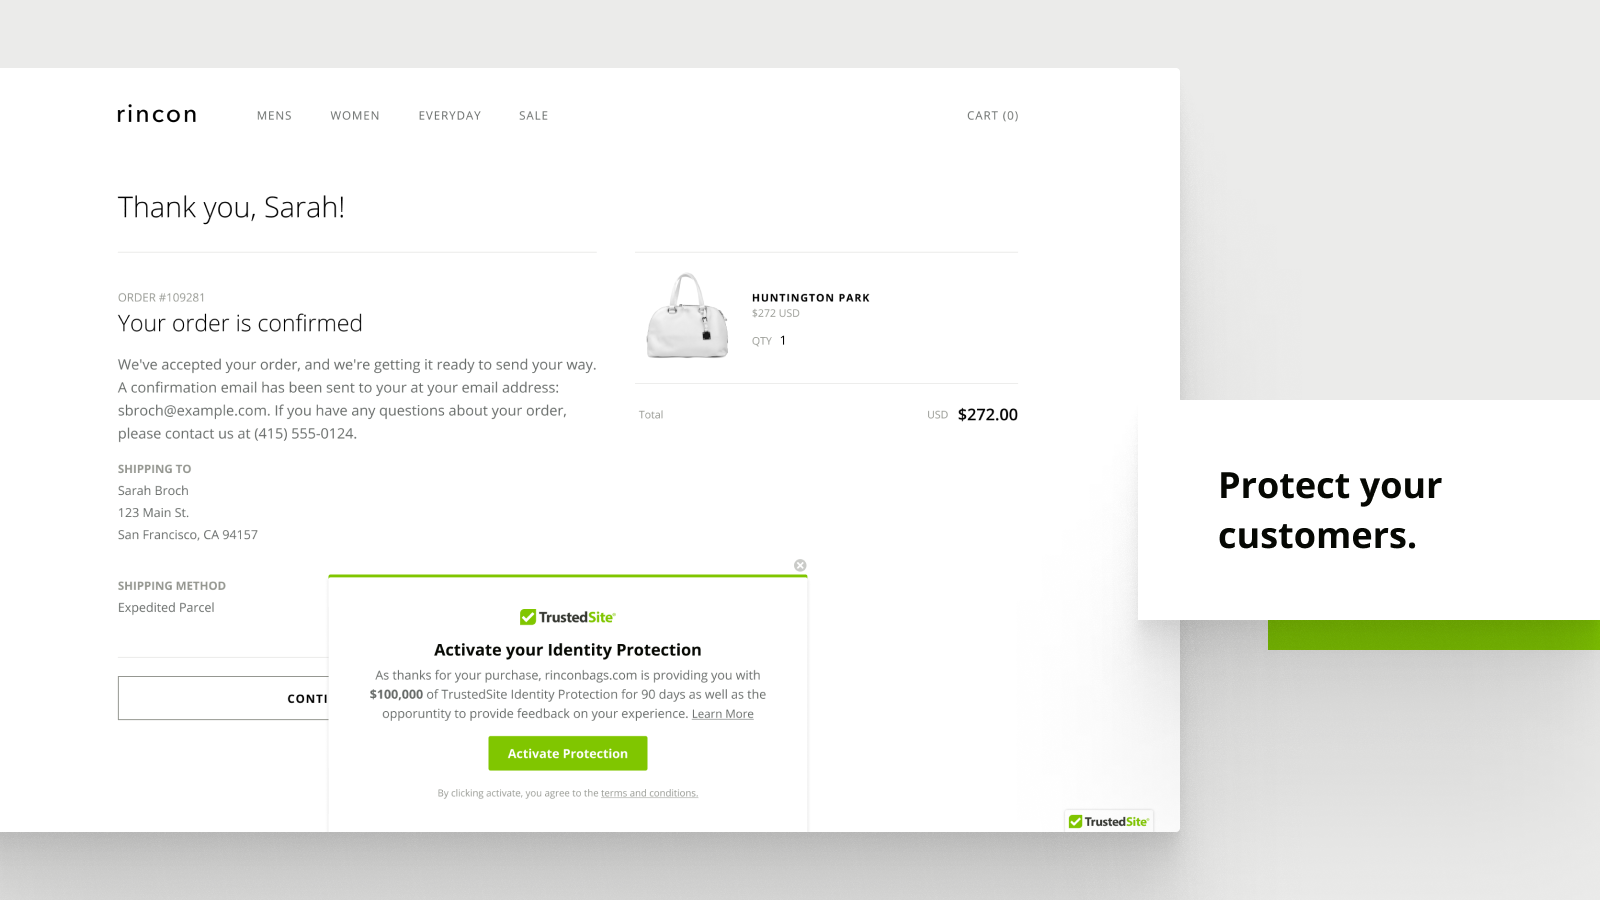 rincon
MENS
WOMEN
EVERYDAY
SALE
CART (0)
Thank you, Sarah!
ORDER #109281
Your order is confirmed
We've accepted your order, and we're getting it ready to send your way.
A confirmation email has been sent to your at your email address:
sbroch@example.com. If you have any questions about your order,
please contact us at (415) 555-0124.
SHIPPING TO
Sarah Broch
123 Main St.
San Francisco, CA 94157
SHIPPING METHOD
Expedited Parcel
CONTI
HUNTINGTON PARK
$272 USD
QTY 1
Total
USD $272.00
TrustedSite
Activate your Identity Protection
As thanks for your purchase, rinconbags.com is providing you with
$100,000 of TrustedSite Identity Protection for 90 days as well as the
opporuntity to provide feedback on your experience. Learn More
Activate Protection
By clicking activate, you agree to the terms and conditions.
TrustedSite
Protect your
customers.